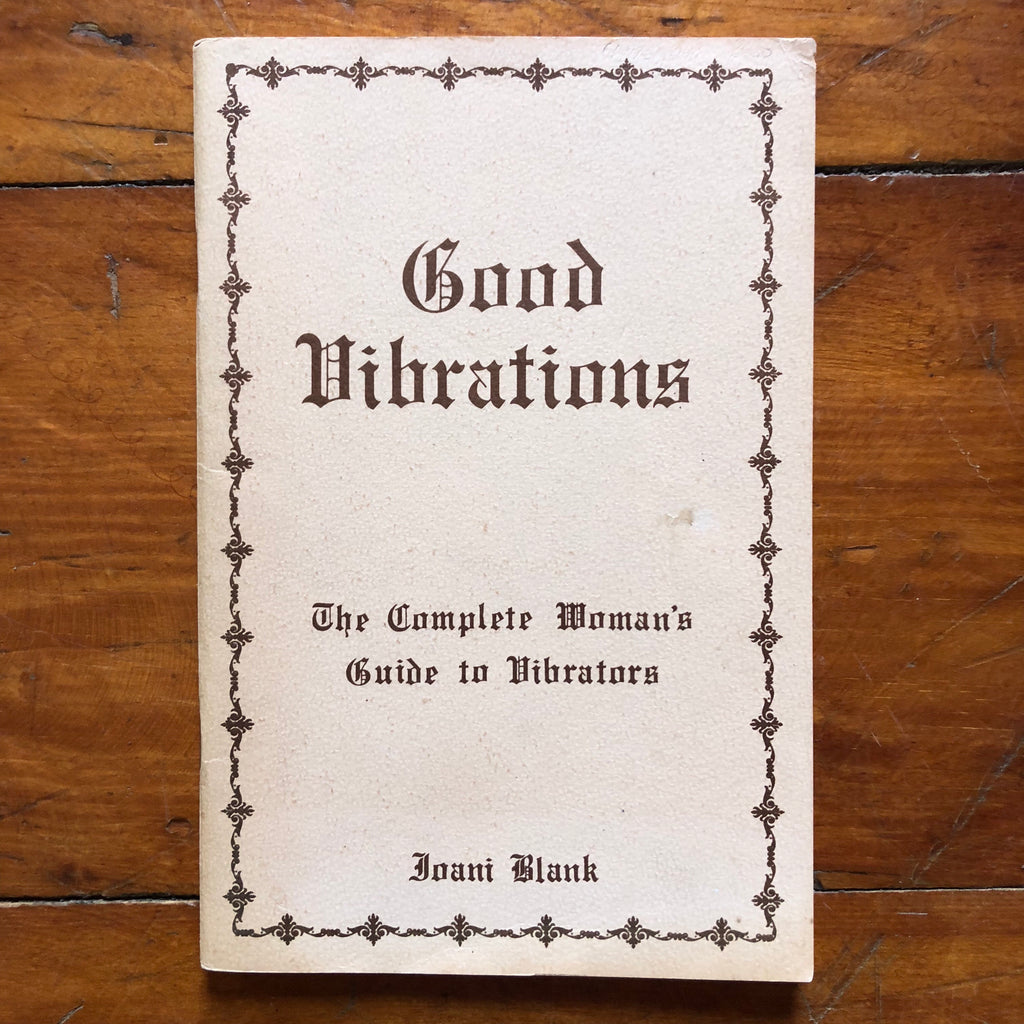 Good
Vibrations
The Complete Woman's
Guide to Vibrators
Joani Blank